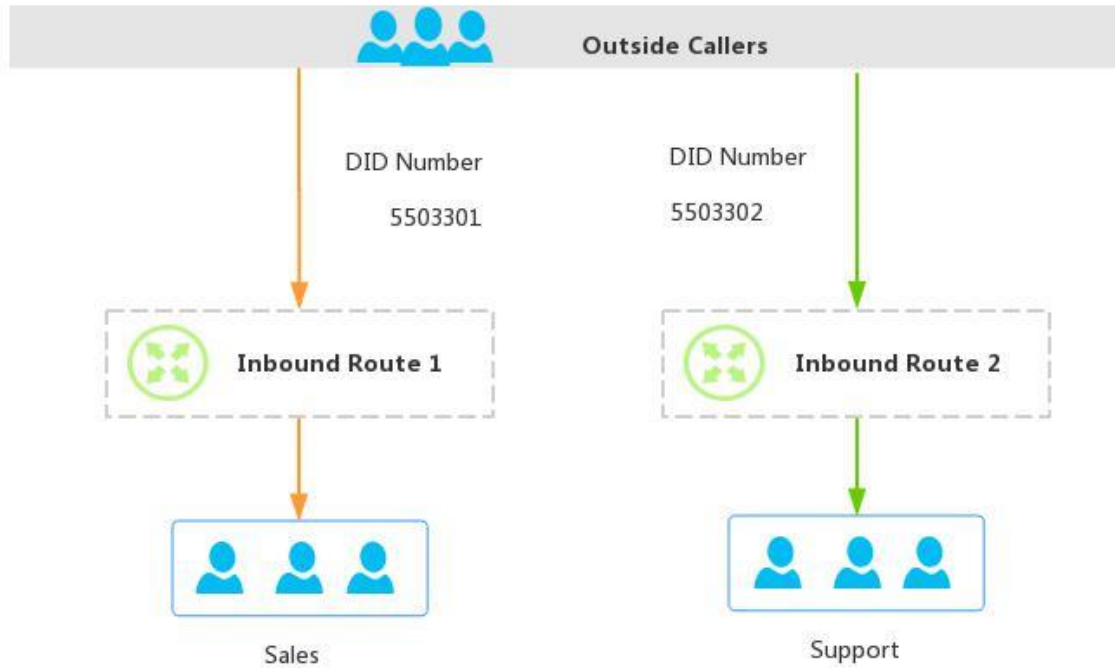 Outside Callers
DID Number
5503301
DID Number
5503302
Inbound Route 1
Inbound Route 2
Sales
Support